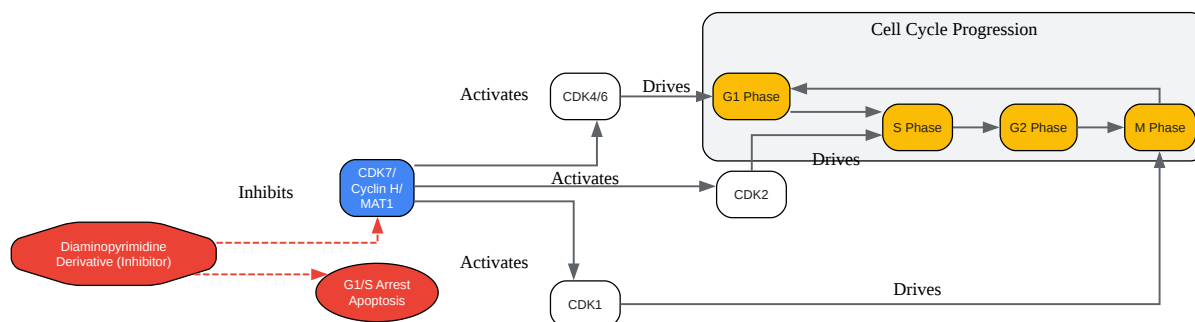 Cell Cycle Progression
Activates
CDK4/6
Drives
G1 Phase
S Phase
G2 Phase
M Phase
Drives
CDK7/
Cyclin H/
MAT1
Inhibits
Activates
CDK2
Diaminopyrimidine
Derivative (Inhibitor)
G1/S Arrest
Apoptosis
Activates
CDK1
Drives